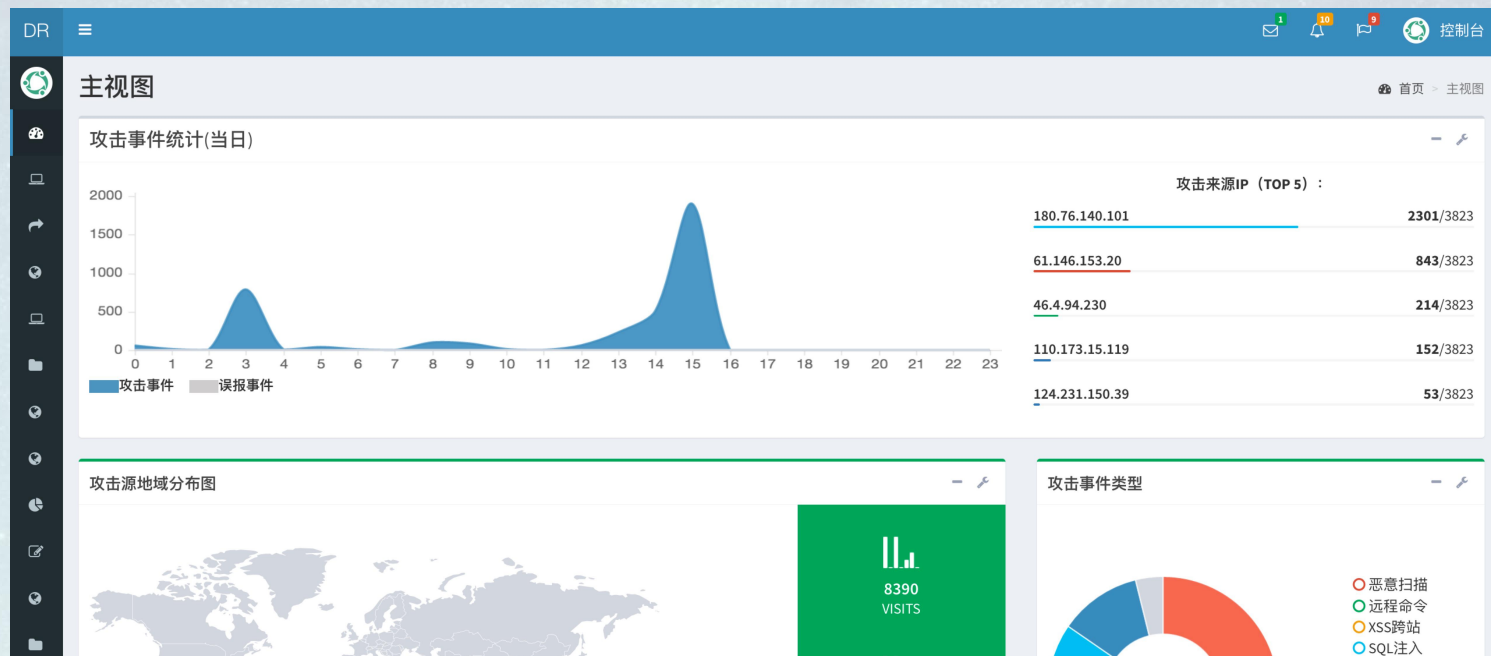 DR
1
10
9
控制台
主视图
首页 > 主视图
攻击事件统计(当日)
2000
1500
1000
500
0
0 1 2 3 4 5 6 7 8 9 10 11 12 13 14 15 16 17 18 19 20 21 22 23
攻击事件 误报事件
攻击来源IP（TOP 5）：
180.76.140.101 2301/3823
61.146.153.20 843/3823
46.4.94.230 214/3823
110.173.15.119 152/3823
124.231.150.39 53/3823
攻击源地域分布图
8390
VISITS
攻击事件类型
恶意扫描
远程命令
XSS跨站
SQL注入